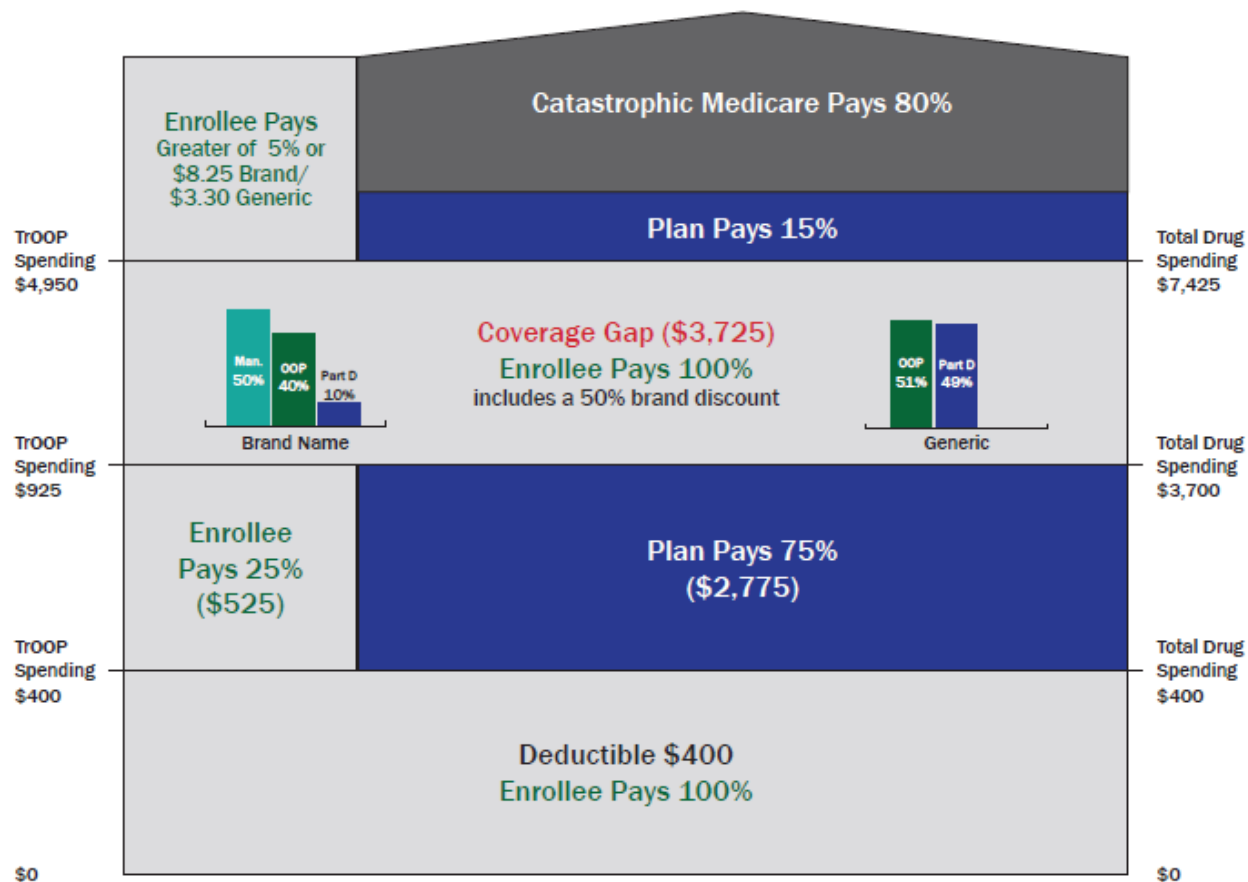 Catastrophic Medicare Pays 80%
Enrollee Pays
Greater of 5% or
$8.25 Brand/
$3.30 Generic
Plan Pays 15%
TrOOP
Spending
$4,950
Total Drug
Spending
$7,425
Coverage Gap ($3,725)
Enrollee Pays 100%
includes a 50% brand discount
Man.
50%
OOP
40%
Part D
10%
Brand Name
OOP
51%
Part D
49%
Generic
TrOOP
Spending
$925
Total Drug
Spending
$3,700
Enrollee
Pays 25%
($525)
Plan Pays 75%
($2,775)
TrOOP
Spending
$400
Total Drug
Spending
$400
Deductible $400
Enrollee Pays 100%
$0
$0